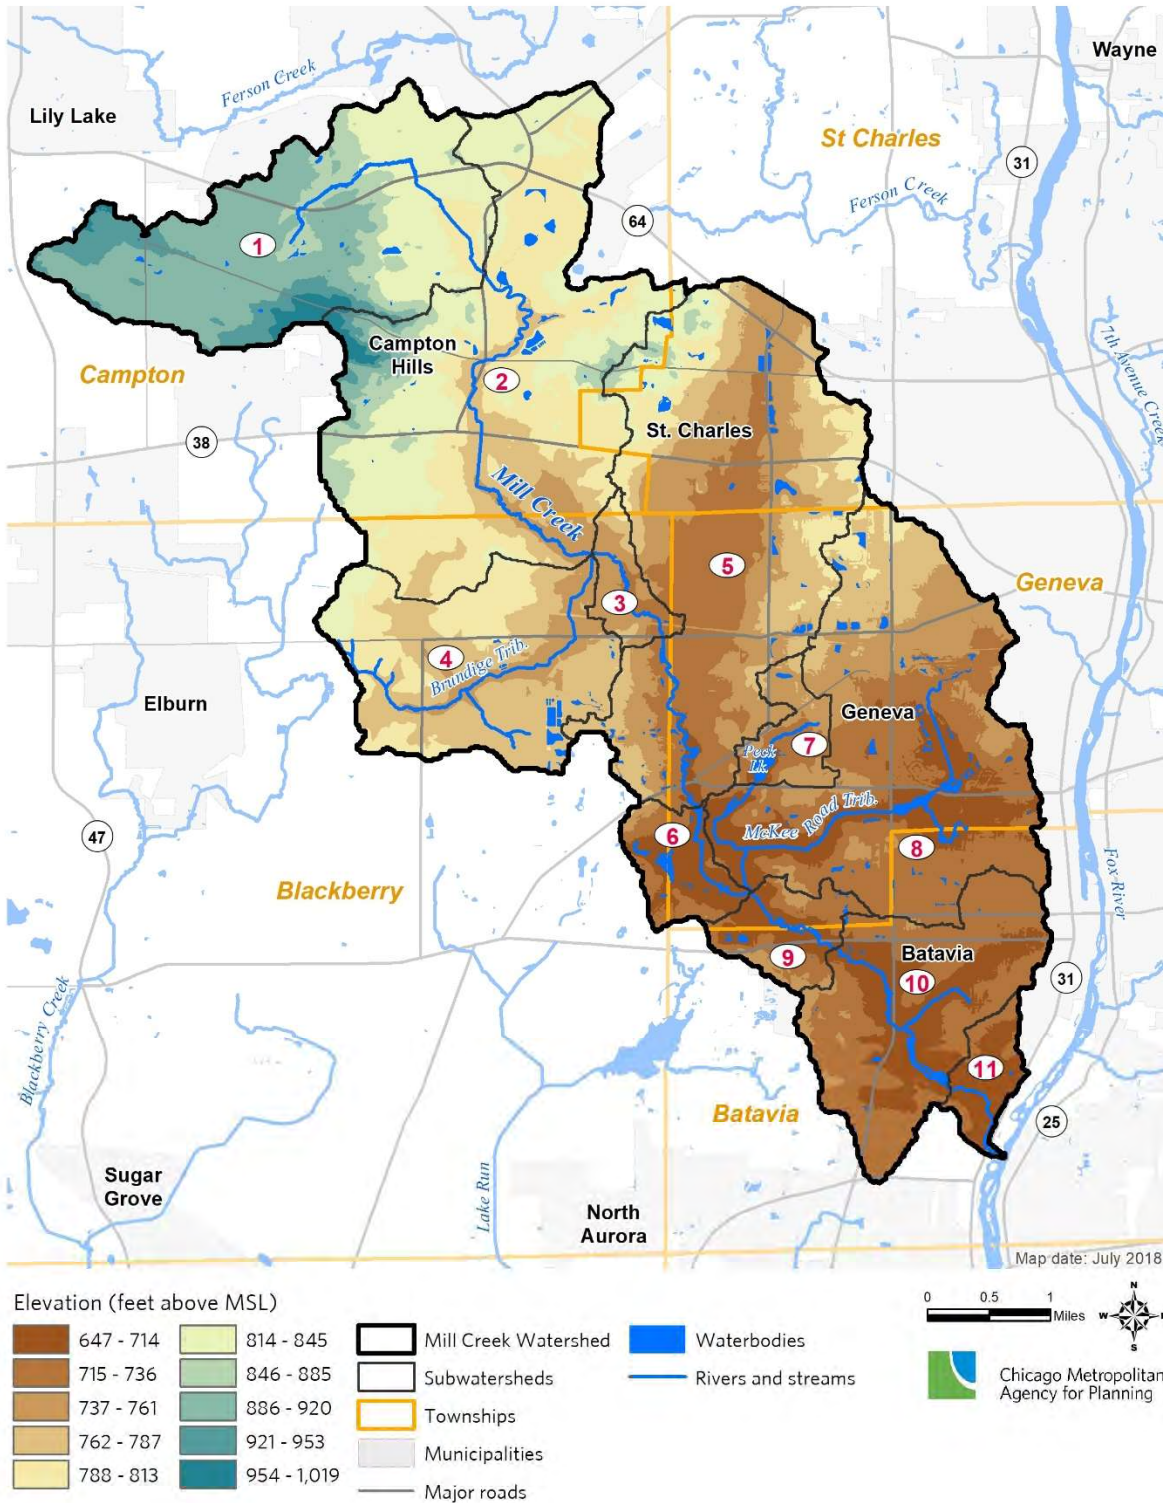 Wayne
Ferson Creek
Lily Lake
St Charles
31
Ferson Creek
64
1
7th Avenue Creek
Campton
Hills
Campton
2
St. Charles
38
Mill Creek
5
Geneva
3
4
Brundige Trib.
Elburn
Geneva
7
Peck
Lk.
McKee Road Trib.
47
6
8
Blackberry
Fox River
Batavia
9
10
31
Blackberry Creek
11
Batavia
25
Sugar
Grove
Lake Run
North
Aurora
Map date: July 2018
Elevation (feet above MSL)
647 - 714
715 - 736
737 - 761
762 - 787
788 - 813
814 - 845
846 - 885
886 - 920
921 - 953
954 - 1,019
Mill Creek Watershed
Subwatersheds
Townships
Municipalities
Major roads
Waterbodies
Rivers and streams
0 0.5 1
Miles
N
W
S
Chicago Metropolitan
Agency for Planning